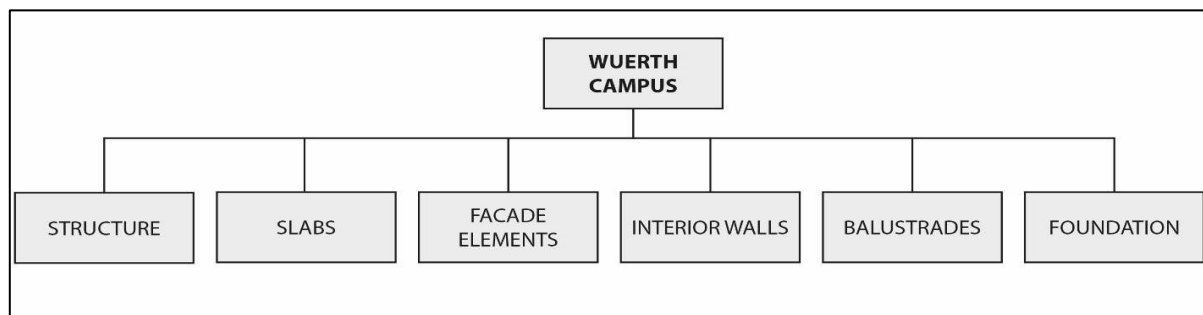 WUERTH
CAMPUS
STRUCTURE
SLABS
FACADE
ELEMENTS
INTERIOR WALLS
BALUSTRADES
FOUNDATION